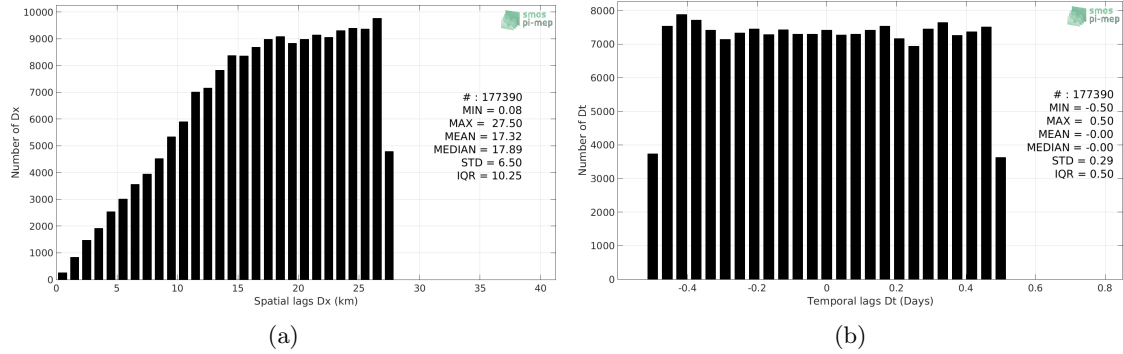 10000
9000
8000
7000
6000
5000
4000
3000
2000
1000
0
Number of Dx
smos
pi-mep
# : 177390
MIN = 0.08
MAX = 27.50
MEAN = 17.32
MEDIAN = 17.89
STD = 6.50
IQR = 10.25
0 5 10 15 20 25 30 35 40
Spatial lags Dx (km)
(a)
8000
7000
6000
5000
4000
3000
2000
1000
0
Number of Dt
smos
pi-mep
# : 177390
MIN = -0.50
MAX = 0.50
MEAN = -0.00
MEDIAN = -0.00
STD = 0.29
IQR = 0.50
-0.4 -0.2 0 0.2 0.4 0.6 0.8
Temporal lags Dt (Days)
(b)